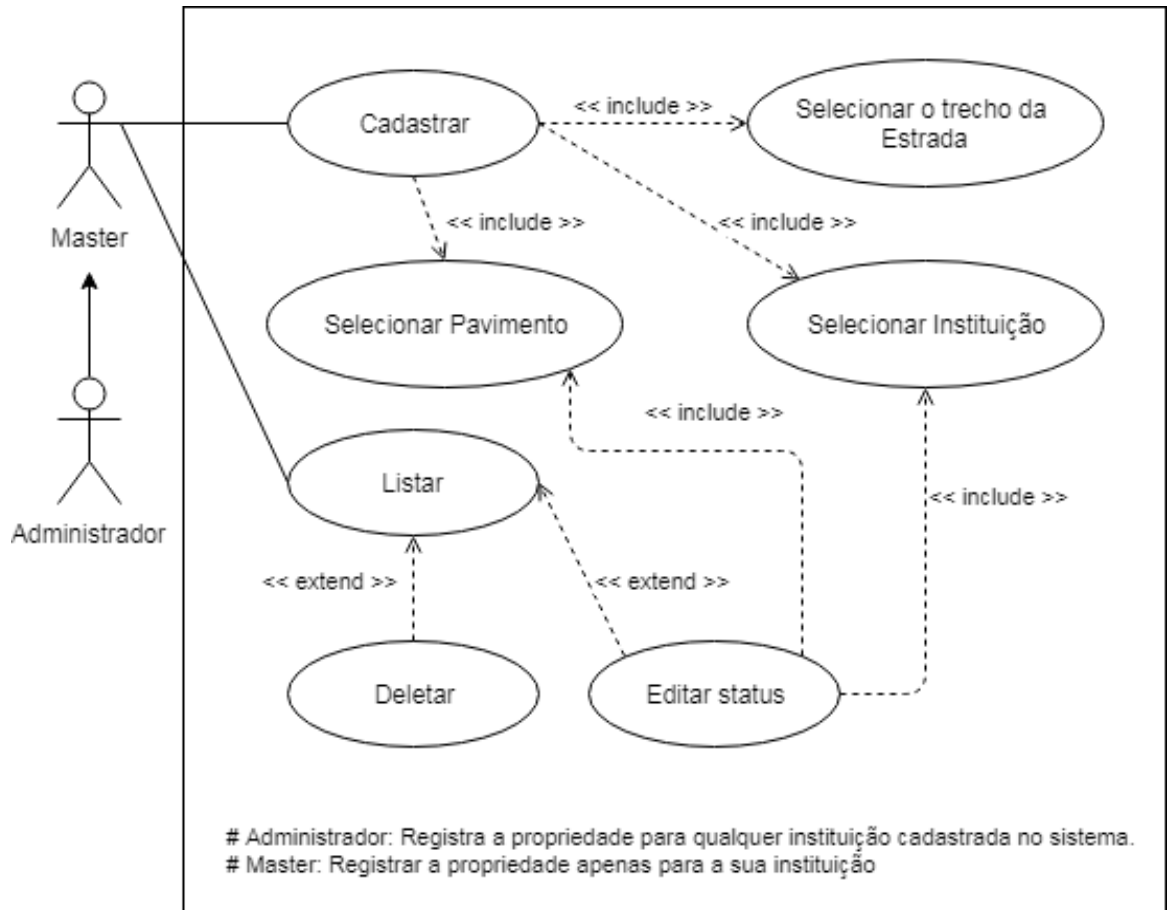 Cadastrar
<< include >>
Selecionar o trecho da
Estrada
Master
<< include >>
<< include >>
Selecionar Pavimento
Selecionar Instituição
<< include >>
Listar
<< include >>
Administrador
<< extend >>
<< extend >>
Deletar
Editar status
# Administrador: Registra a propriedade para qualquer instituição cadastrada no sistema.
# Master: Registrar a propriedade apenas para a sua instituição